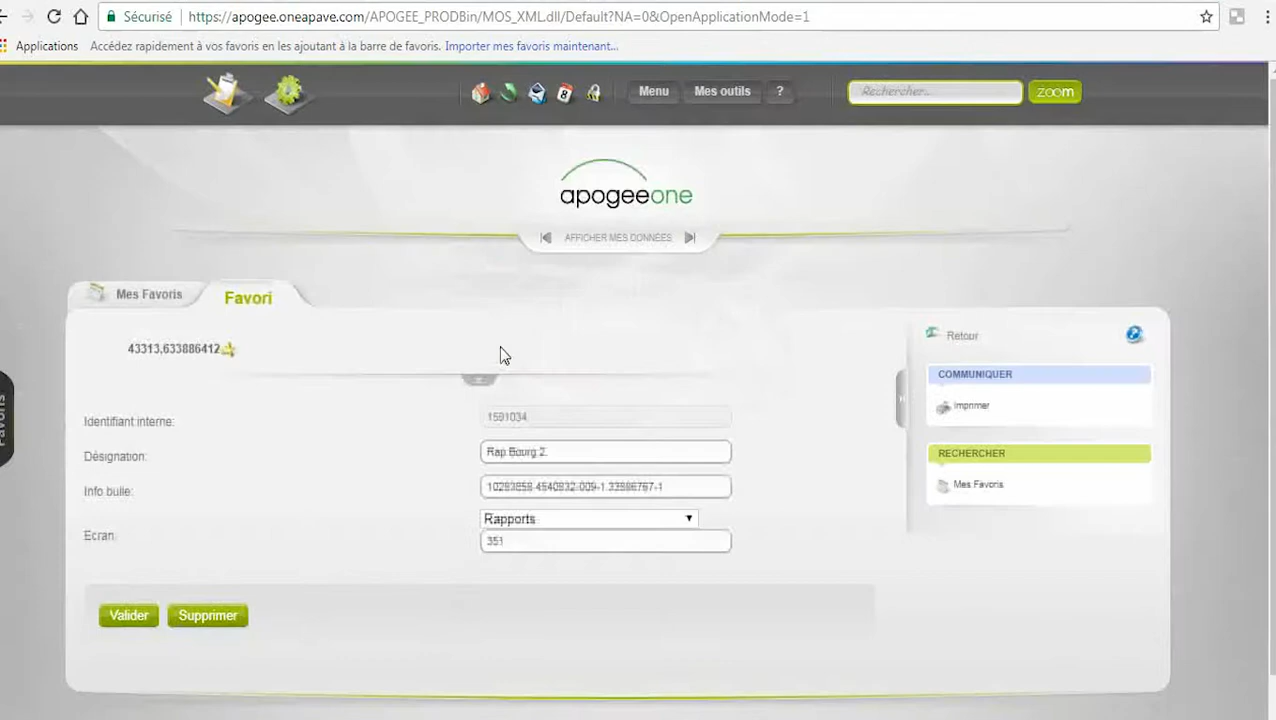 Sécurisé https://apogee.oneapave.com/APOGEE_PRODBin/MOS_XML.dll/Default?NA=0&OpenApplicationMode=1
Applications Accédez rapidement à vos favoris en les ajoutant à la barre de favoris. Importer mes favoris maintenant...
8 Menu Mes outils ? Rechercher... zoom
apogeeone
AFFICHER MES DONNÉES
Mes Favoris Favori
Retour
43313,633886412
COMMUNIQUER
Imprimer
Favoris
Identifiant interne: 1591034
Désignation: Rap Bourg 2.
RECHERCHER
Mes Favoris
Info bulle:
Rapports
Ecran:
351
Valider Supprimer